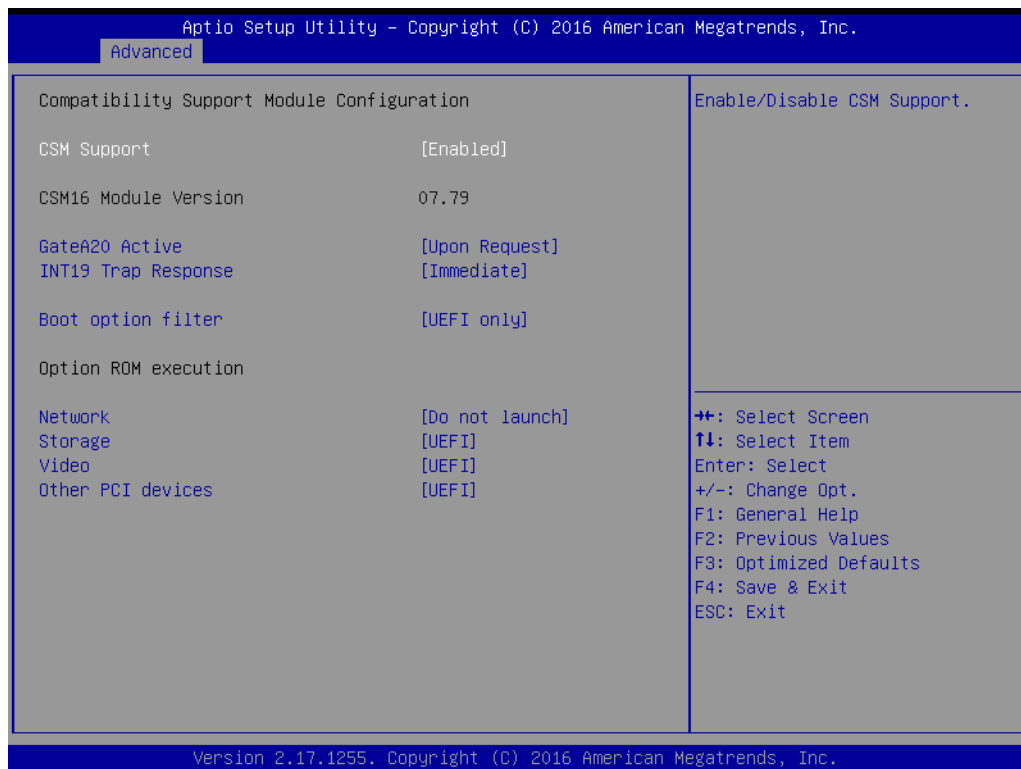 Aptio Setup Utility – Copyright (C) 2016 American Megatrends, Inc.
Advanced
Compatibility Support Module Configuration
CSM Support [Enabled]
CSM16 Module Version 07.79
GateA20 Active [Upon Request]
INT19 Trap Response [Immediate]
Boot option filter [UEFI only]
Option ROM execution
Network [Do not launch]
Storage [UEFI]
Video [UEFI]
Other PCI devices [UEFI]
Enable/Disable CSM Support.
→←: Select Screen
↑↓: Select Item
Enter: Select
+/-: Change Opt.
F1: General Help
F2: Previous Values
F3: Optimized Defaults
F4: Save & Exit
ESC: Exit
Version 2.17.1255. Copyright (C) 2016 American Megatrends, Inc.